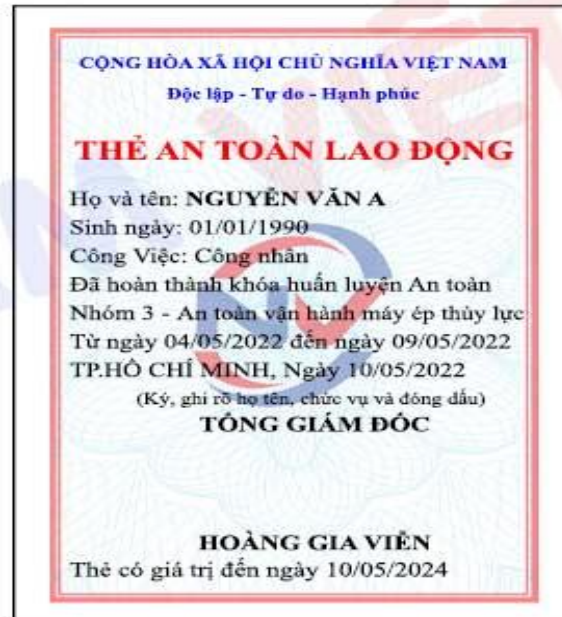 CỘNG HÒA XÃ HỘI CHỦ NGHĨA VIỆT NAM
Độc lập - Tự do - Hạnh phúc
THẺ AN TOÀN LAO ĐỘNG
Họ và tên: NGUYỄN VĂN A
Sinh ngày: 01/01/1990
Công Việc: Công nhân
Đã hoàn thành khóa huấn luyện An toàn
Nhóm 3 - An toàn vận hành máy ép thủy lực
Từ ngày 04/05/2022 đến ngày 09/05/2022
TP.HỒ CHÍ MINH, Ngày 10/05/2022
(Ký, ghi rõ họ tên, chức vụ và đóng dấu)
TỔNG GIÁM ĐỐC
HOÀNG GIA VIÊN
Thẻ có giá trị đến ngày 10/05/2024